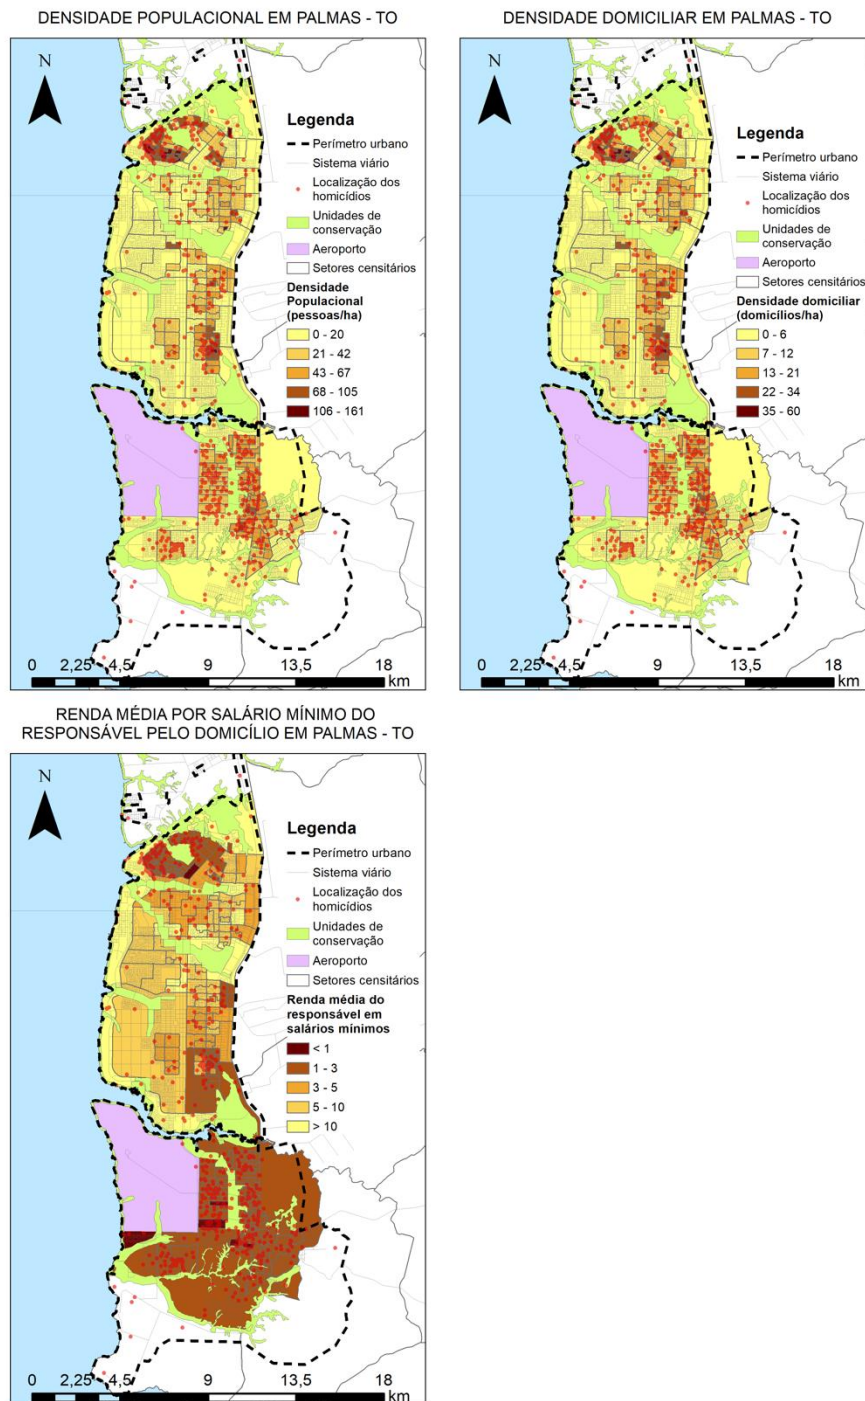 DENSIDADE POPULACIONAL EM PALMAS - TO
N
Legenda
Perímetro urbano
Sistema viário
Localização dos
homicídios
Unidades de
conservação
Aeroporto
Setores censitários
Densidade
Populacional
(pessoas/ha)
0 - 20
21 - 42
43 - 67
68 - 105
106 - 161
0 2,25 4,5 9 13,5 18
km
DENSIDADE DOMICILIAR EM PALMAS - TO
N
Legenda
Perímetro urbano
Sistema viário
Localização dos
homicídios
Unidades de
conservação
Aeroporto
Setores censitários
Densidade domiciliar
(domicílios/ha)
0 - 6
7 - 12
13 - 21
22 - 34
35 - 60
0 2,25 4,5 9 13,5 18
km
RENDA MÉDIA POR SALÁRIO MÍNIMO DO
RESPONSÁVEL PELO DOMICÍLIO EM PALMAS - TO
N
Legenda
Perímetro urbano
Sistema viário
Localização dos
homicídios
Unidades de
conservação
Aeroporto
Setores censitários
Renda média do
responsável em
salários mínimos
< 1
1 - 3
3 - 5
5 - 10
> 10
0 2,25 4,5 9 13,5 18
km